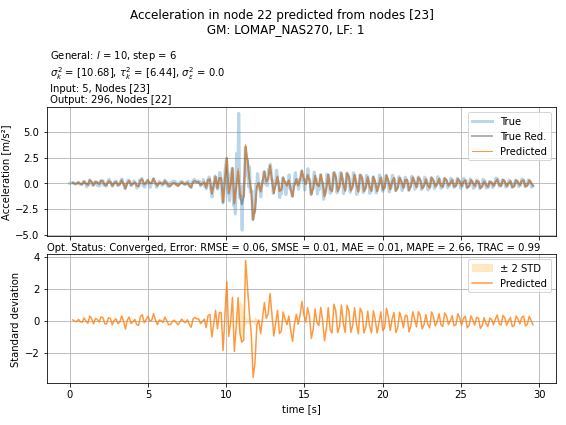 Acceleration in node 22 predicted from nodes [23]
GM: LOMAP_NAS270, LF: 1
General: l = 10, step = 6
σ²ₖ = [10.68], τ²ₖ = [6.44], σ²ε = 0.0
Input: 5, Nodes [23]
Output: 296, Nodes [22]
Acceleration [m/s²]
5.0
2.5
0.0
−2.5
−5.0
True
True Red.
Predicted
Opt. Status: Converged, Error: RMSE = 0.06, SMSE = 0.01, MAE = 0.01, MAPE = 2.66, TRAC = 0.99
Standard deviation
4
2
0
−2
± 2 STD
Predicted
0 5 10 15 20 25 30
time [s]